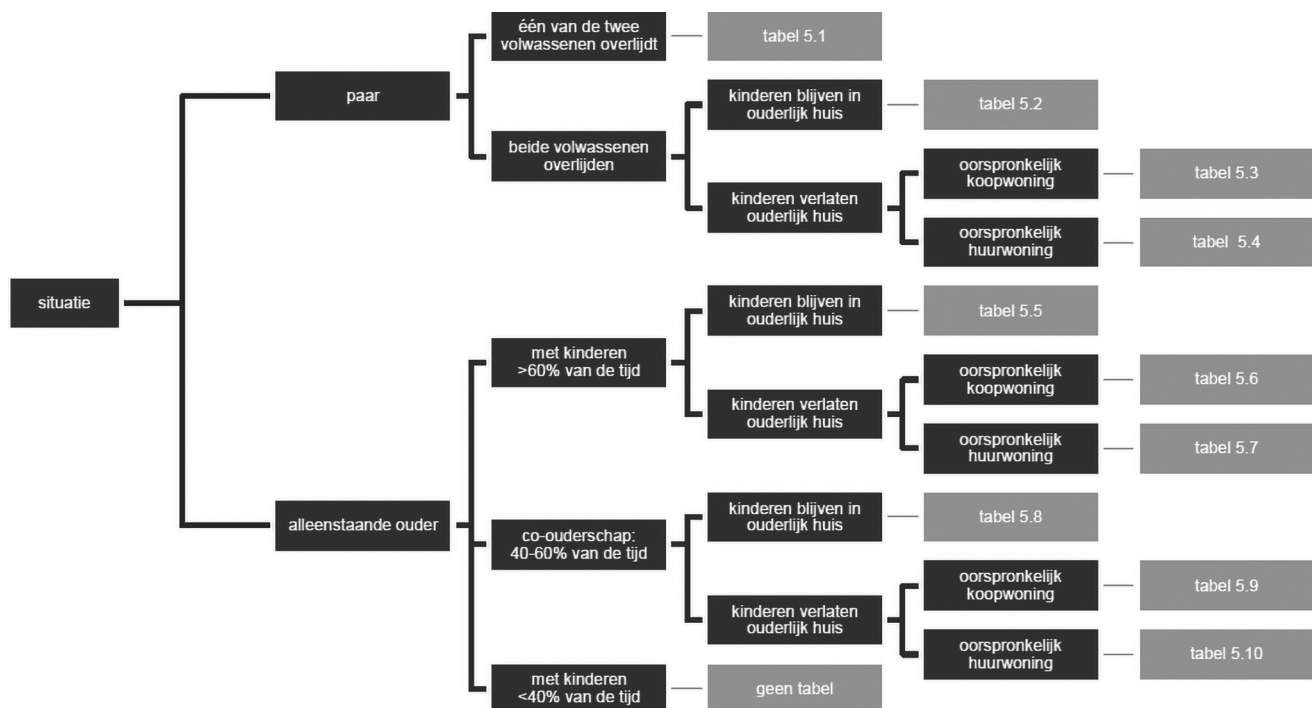 één van de twee
volwassenen overlijdt
tabel 5.1
paar
kinderen blijven in
ouderlijk huis
tabel 5.2
beide volwassenen
overlijden
oorspronkelijk
koopwoning
tabel 5.3
kinderen verlaten
ouderlijk huis
oorspronkelijk
huurwoning
tabel 5.4
situatie
kinderen blijven in
ouderlijk huis
tabel 5.5
met kinderen
>60% van de tijd
oorspronkelijk
koopwoning
tabel 5.6
kinderen verlaten
ouderlijk huis
oorspronkelijk
huurwoning
tabel 5.7
alleenstaande ouder
kinderen blijven in
ouderlijk huis
tabel 5.8
co-ouderschap:
40-60% van de tijd
oorspronkelijk
koopwoning
tabel 5.9
kinderen verlaten
ouderlijk huis
oorspronkelijk
huurwoning
tabel 5.10
met kinderen
<40% van de tijd
geen tabel